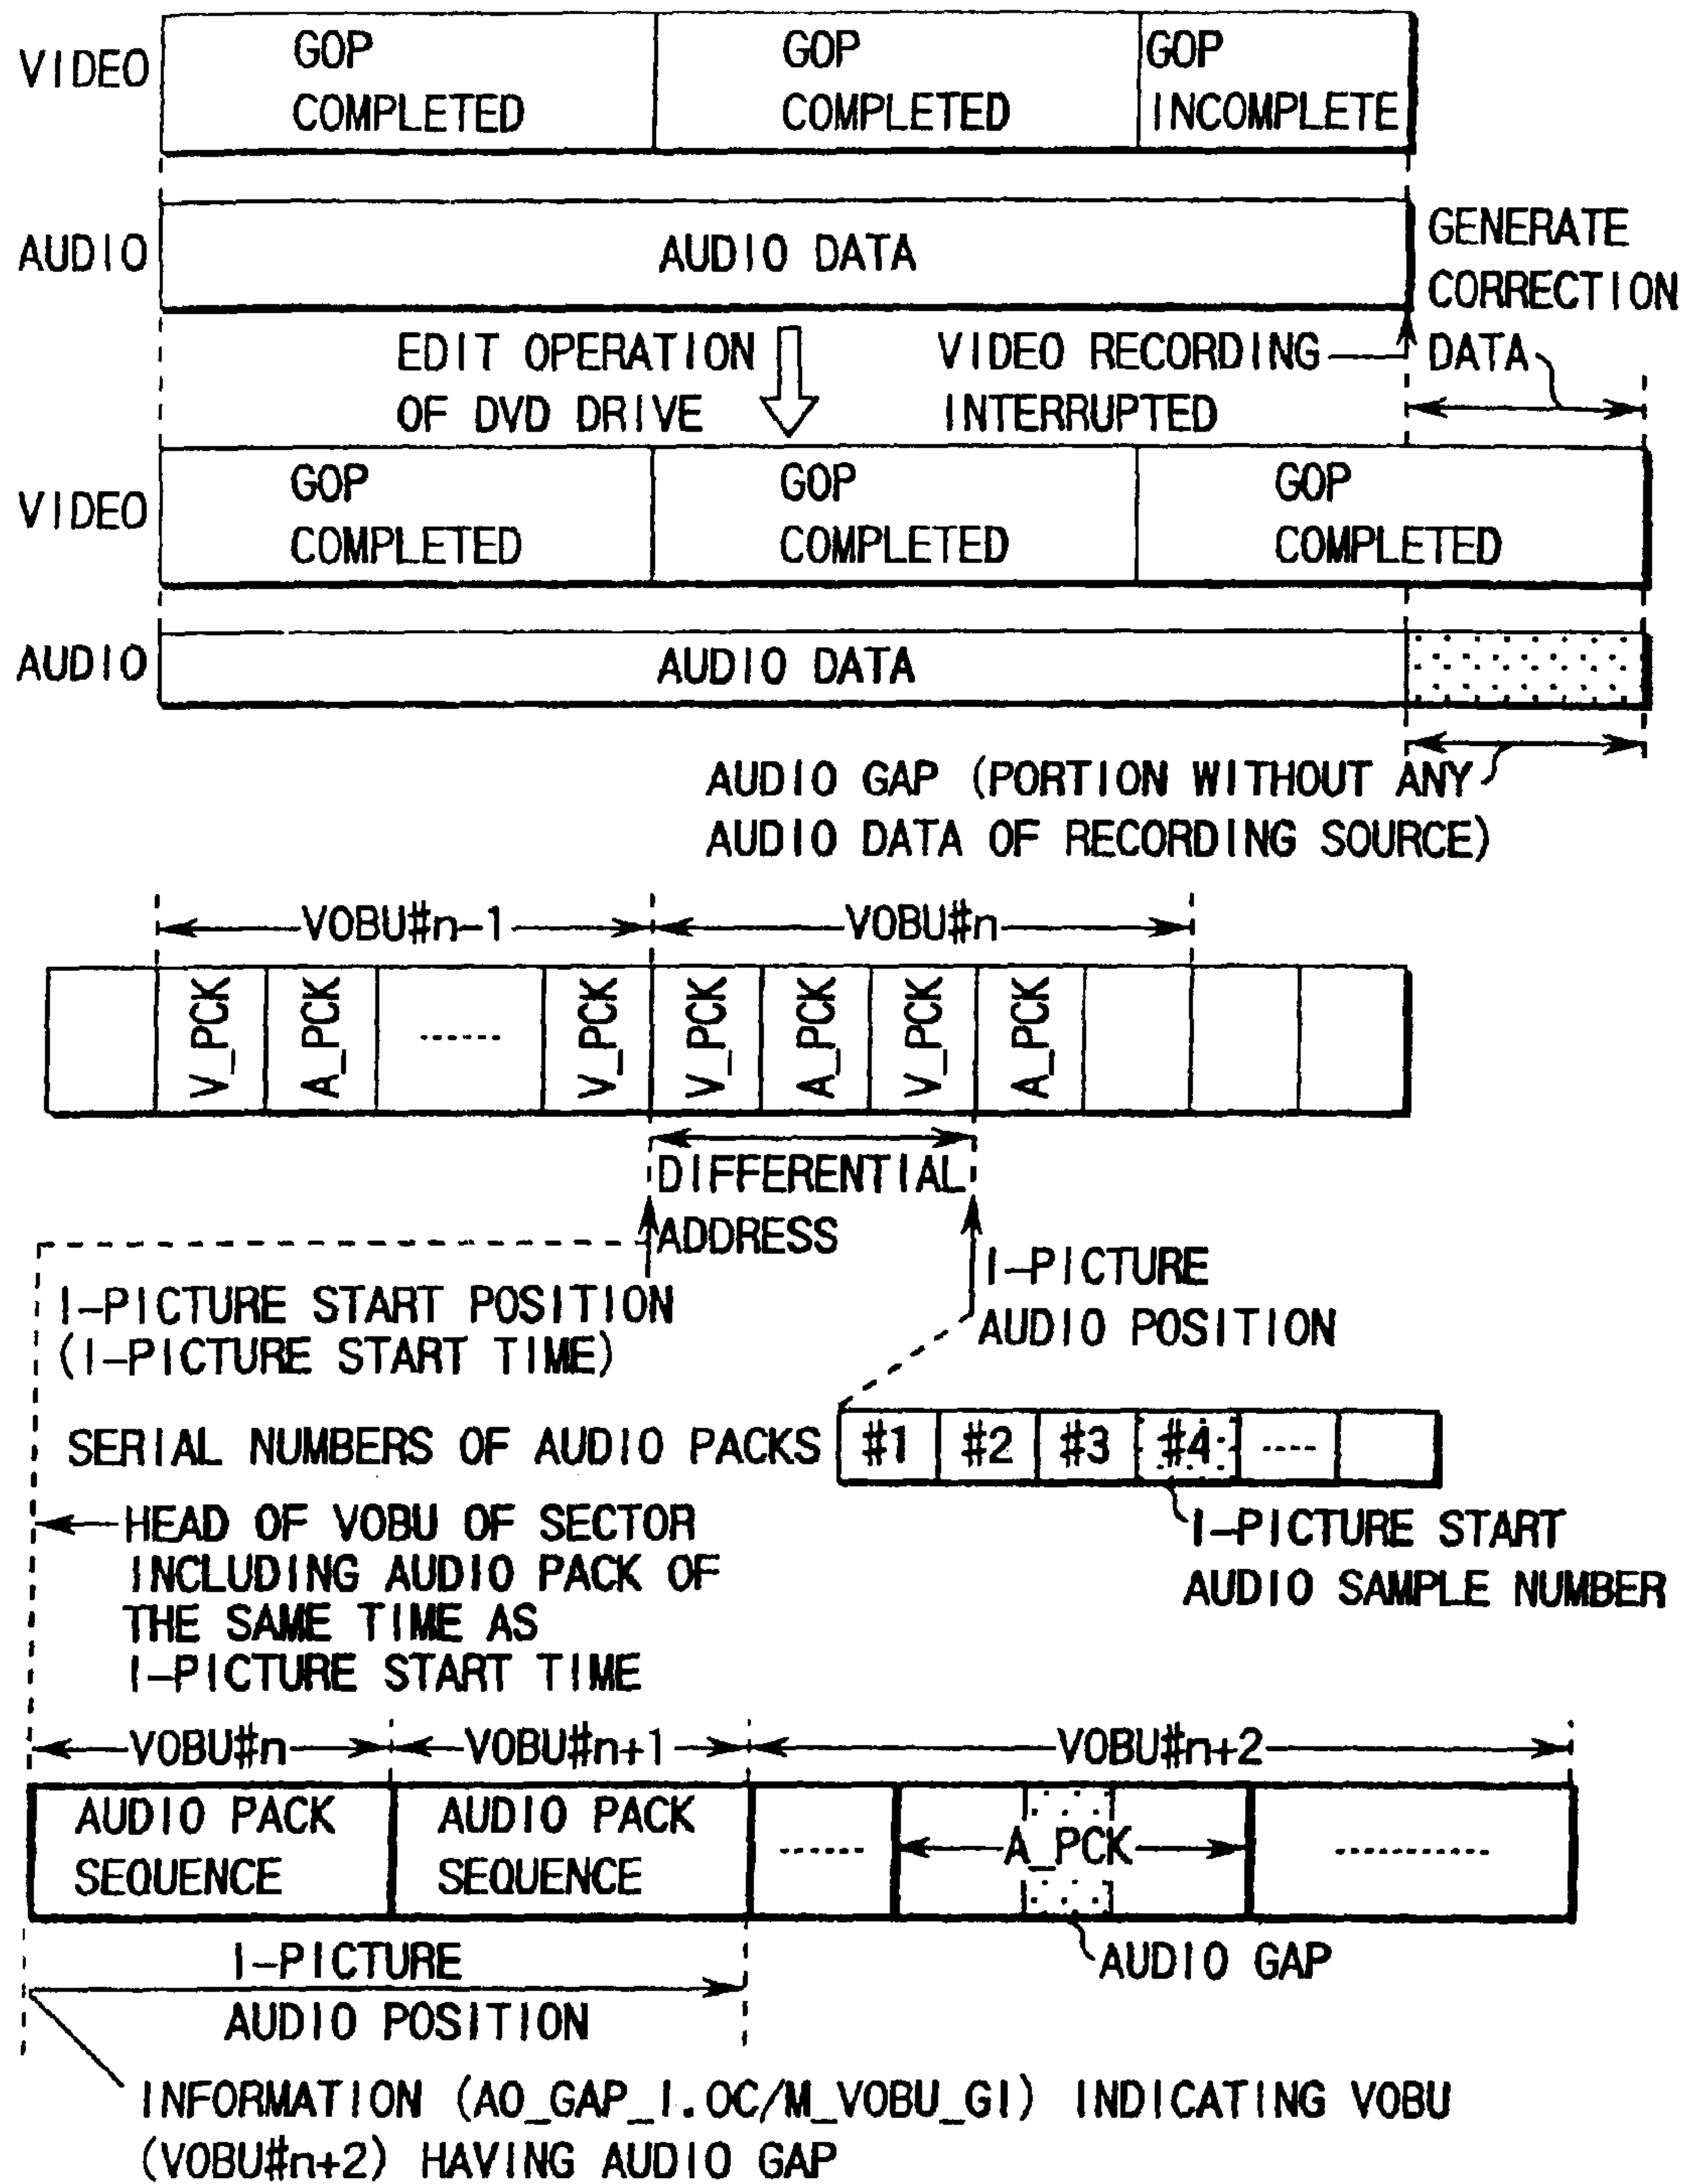 VIDEO
GOP
COMPLETED
GOP
COMPLETED
GOP
INCOMPLETE
AUDIO
AUDIO DATA
GENERATE
CORRECTION
DATA
EDIT OPERATION
OF DVD DRIVE
VIDEO RECORDING
INTERRUPTED
VIDEO
GOP
COMPLETED
GOP
COMPLETED
GOP
COMPLETED
AUDIO
AUDIO DATA
AUDIO GAP (PORTION WITHOUT ANY
AUDIO DATA OF RECORDING SOURCE)
VOBU#n-1
VOBU#n
V_PCK
A_PCK
......
V_PCK
V_PCK
A_PCK
V_PCK
A_PCK
DIFFERENTIAL
ADDRESS
I-PICTURE START POSITION
(I-PICTURE START TIME)
I-PICTURE
AUDIO POSITION
SERIAL NUMBERS OF AUDIO PACKS
#1 #2 #3 #4 ----
I-PICTURE START
AUDIO SAMPLE NUMBER
HEAD OF VOBU OF SECTOR
INCLUDING AUDIO PACK OF
THE SAME TIME AS
I-PICTURE START TIME
VOBU#n
VOBU#n+1
VOBU#n+2
AUDIO PACK
SEQUENCE
AUDIO PACK
SEQUENCE
......
A_PCK
...........
AUDIO GAP
I-PICTURE
AUDIO POSITION
INFORMATION (A0_GAP_I.OC/M_VOBU_GI) INDICATING VOBU
(VOBU#n+2) HAVING AUDIO GAP